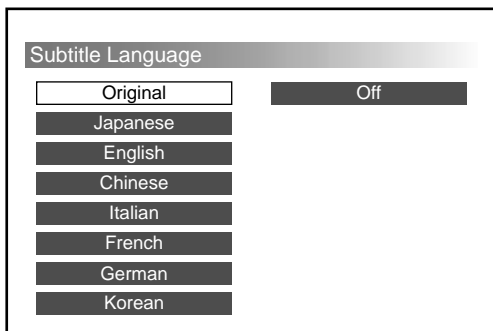 Subtitle Language
Original
Off
Japanese
English
Chinese
Italian
French
German
Korean